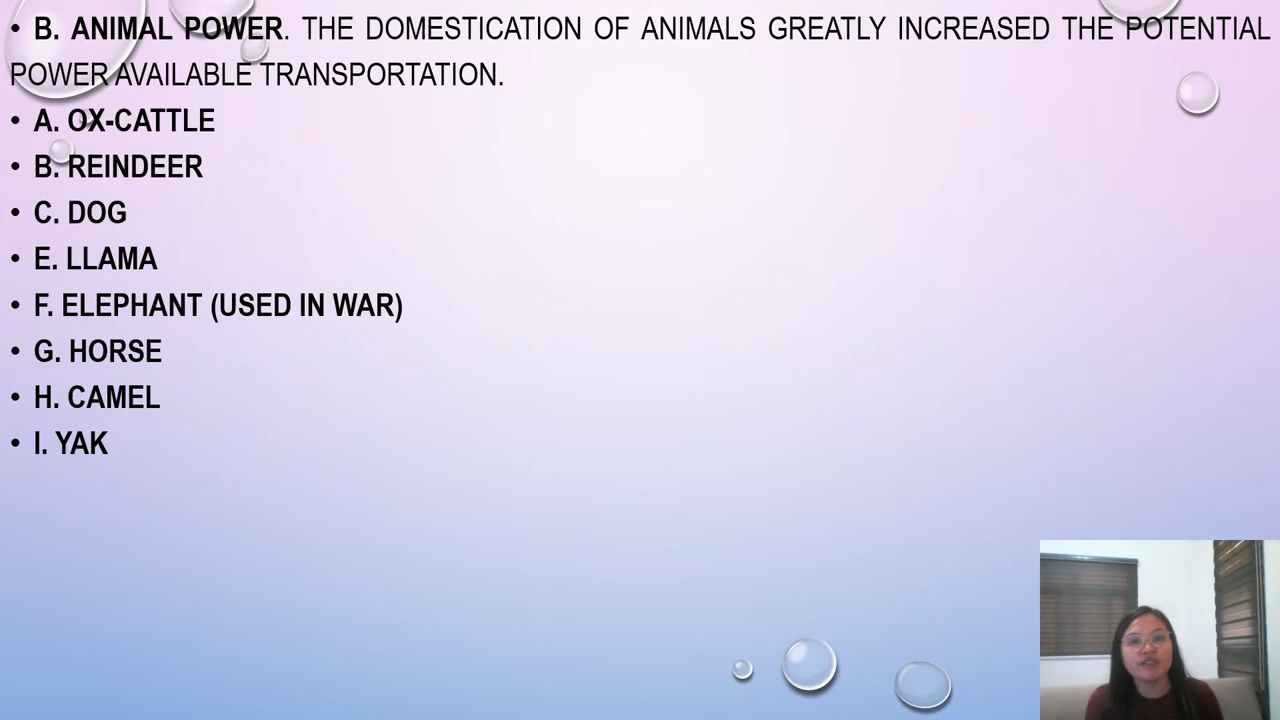 • B. ANIMAL POWER. THE DOMESTICATION OF ANIMALS GREATLY INCREASED THE POTENTIAL
POWER AVAILABLE TRANSPORTATION.
• A. OX-CATTLE
• B. REINDEER
• C. DOG
• E. LLAMA
• F. ELEPHANT (USED IN WAR)
• G. HORSE
• H. CAMEL
• I. YAK